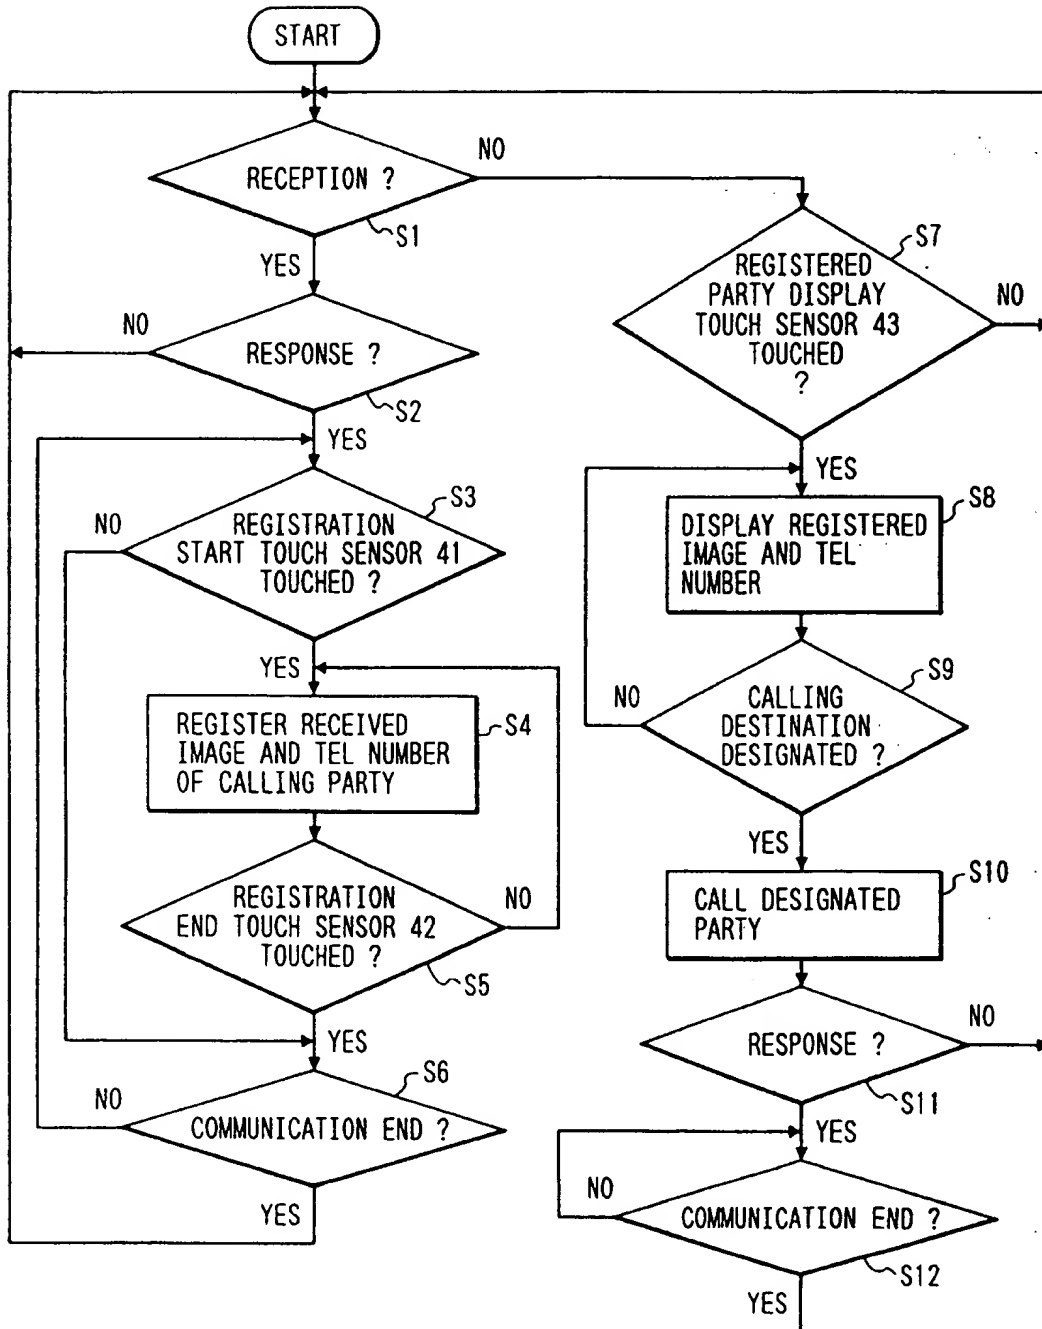 START
RECEPTION ?
NO
S1
YES
RESPONSE ?
NO
S2
YES
REGISTRATION
START TOUCH SENSOR 41
TOUCHED ?
S3
NO
YES
REGISTER RECEIVED
IMAGE AND TEL NUMBER
OF CALLING PARTY
S4
REGISTRATION
END TOUCH SENSOR 42
TOUCHED ?
NO
S5
YES
COMMUNICATION END ?
S6
NO
YES
REGISTERED
PARTY DISPLAY
TOUCH SENSOR 43
TOUCHED
?
S7
NO
YES
DISPLAY REGISTERED
IMAGE AND TEL
NUMBER
S8
CALLING
DESTINATION
DESIGNATED ?
S9
NO
YES
CALL DESIGNATED
PARTY
S10
RESPONSE ?
NO
S11
YES
COMMUNICATION END ?
NO
S12
YES